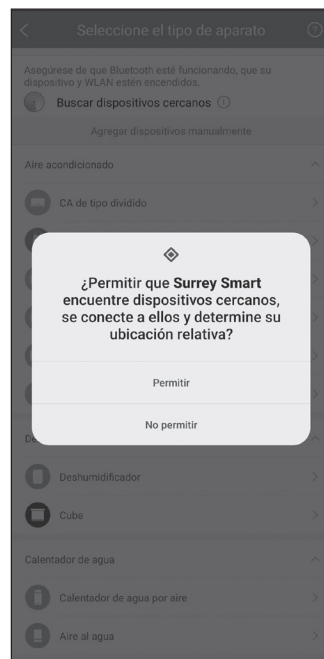 Seleccione el tipo de aparato
Asegúrese de que Bluetooth esté funcionando, que su
dispositivo y WLAN estén encendidos.
Buscar dispositivos cercanos
Agregar dispositivos manualmente
Aire acondicionado
CA de tipo dividido
¿Permitir que Surrey Smart
encuentre dispositivos cercanos,
se conecte a ellos y determine su
ubicación relativa?
Permitir
No permitir
De
Deshumidificador
Cube
Calentador de agua
Calentador de agua por aire
Aire al agua